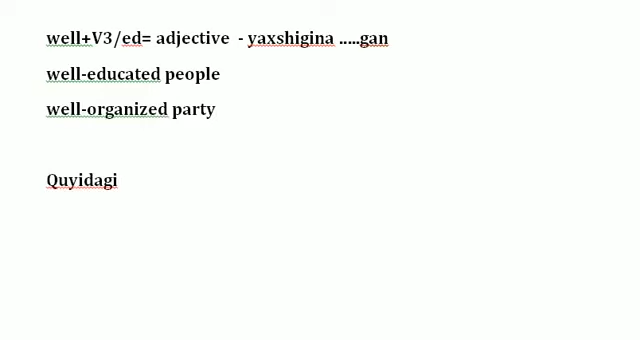 well+V3/ed= adjective - yaxshigina .....gan
well-educated people
well-organized party
Quyidagi